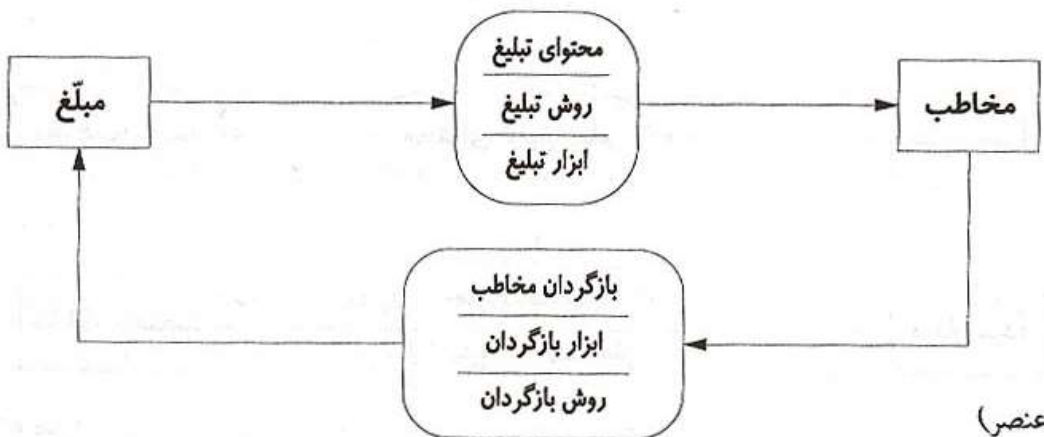 محتوای تبلیغ
مبلّغ
روش تبلیغ
مخاطب
ابزار تبلیغ
بازگردان مخاطب
ابزار بازگردان
روش بازگردان
عنصر)